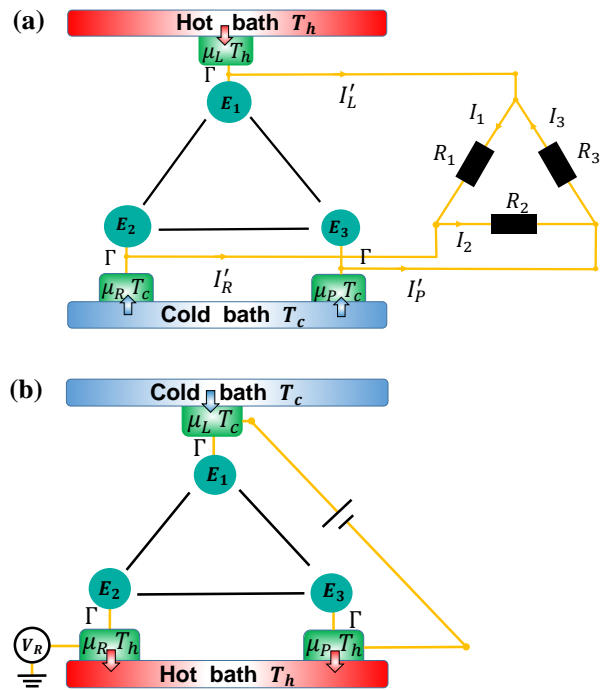 (a)
Hot bath T_h
μ_L T_h
Γ
I'_L
E_1
I_1
I_3
R_1
R_3
R_2
E_2
E_3
I_2
Γ
Γ
I'_R
I'_P
μ_R T_c
μ_P T_c
Cold bath T_c
(b)
Cold bath T_c
μ_L T_c
Γ
E_1
E_2
E_3
Γ
Γ
V_R
μ_R T_h
μ_P T_h
Hot bath T_h